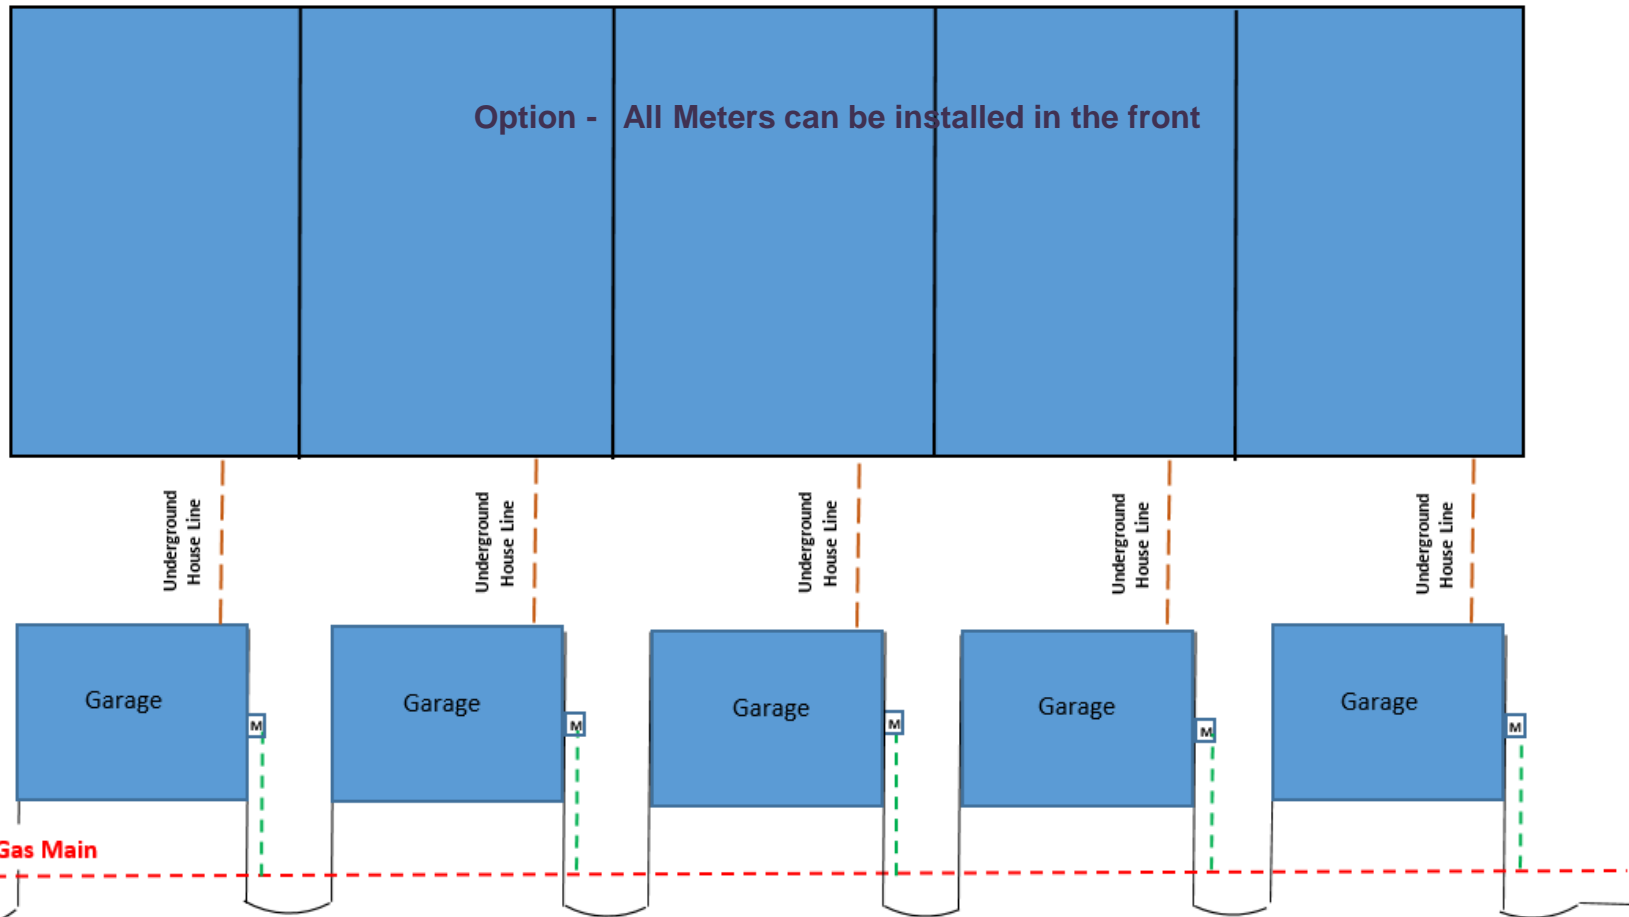 Option -   All Meters can be installed in the front
Underground
House Line
Underground
House Line
Underground
House Line
Underground
House Line
Underground
House Line
Garage
Garage
Garage
Garage
Garage
M
M
M
M
M
Gas Main